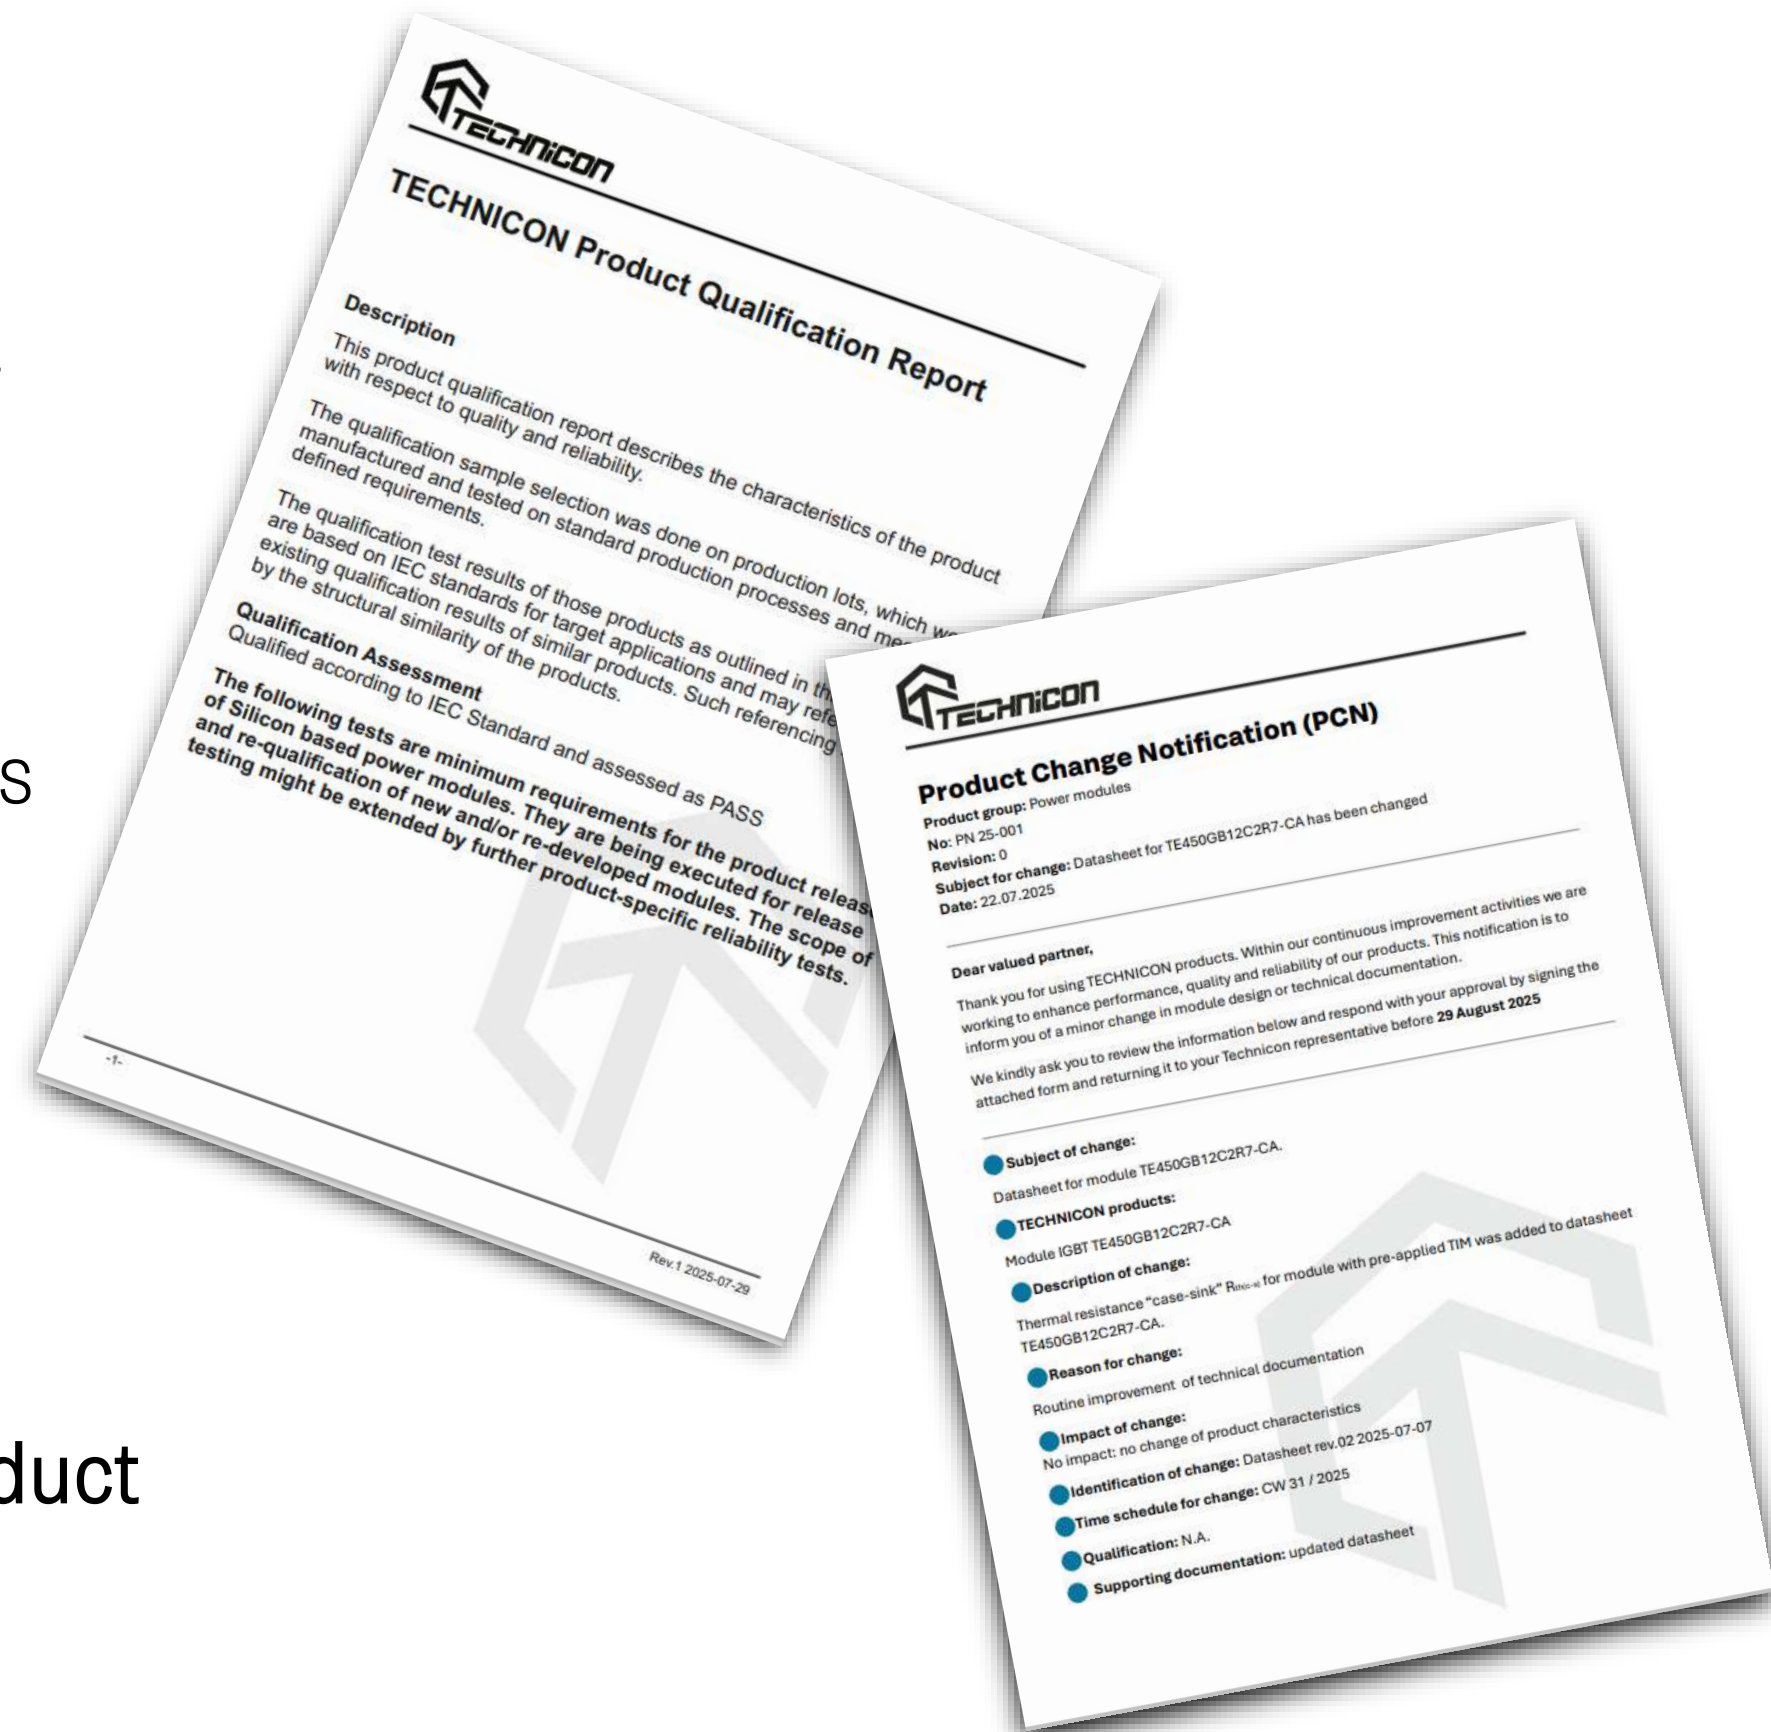 TECHNICON
TECHNICON Product Qualification Report
Description
This product qualification report describes the characteristics of the product
with respect to quality and reliability.
The qualification sample selection was done on production lots, which
manufactured and tested on standard production processes and
defined requirements.
The qualification test results of those products as outlined in
are based on IEC standards for target applications and may
existing qualification results of similar products. Such referencing
by the structural similarity of the products.
Qualification Assessment
Qualified according to IEC Standard and assessed as PASS
The following tests are minimum requirements for the product
of Silicon based power modules. They are being executed for release
and re-qualification of new and/or re-developed modules. The scope of
testing might be extended by further product-specific reliability tests.
-1-
Rev.1 2025-07-29
s
duct
TECHNICON
Product Change Notification (PCN)
Product group: Power modules
No: PN 25-001
Revision: 0
Subject for change: Datasheet for TE450GB12C2R7-CA has been changed
Date: 22.07.2025
Dear valued partner,
Thank you for using TECHNICON products. Within our continuous improvement activities we are
working to enhance performance, quality and reliability of our products. This notification is to
inform you of a minor change in module design or technical documentation.
We kindly ask you to review the information below and respond with your approval by signing the
attached form and returning it to your Technicon representative before 29 August 2025
Subject of change:
Datasheet for module TE450GB12C2R7-CA.
TECHNICON products:
Module IGBT TE450GB12C2R7-CA
Description of change:
Thermal resistance "case-sink" Rth(c-s) for module with pre-applied TIM was added to datasheet
TE450GB12C2R7-CA.
Reason for change:
Routine improvement of technical documentation
Impact of change:
No impact: no change of product characteristics
Identification of change: Datasheet rev.02 2025-07-07
Time schedule for change: CW 31 / 2025
Qualification: N.A.
Supporting documentation: updated datasheet